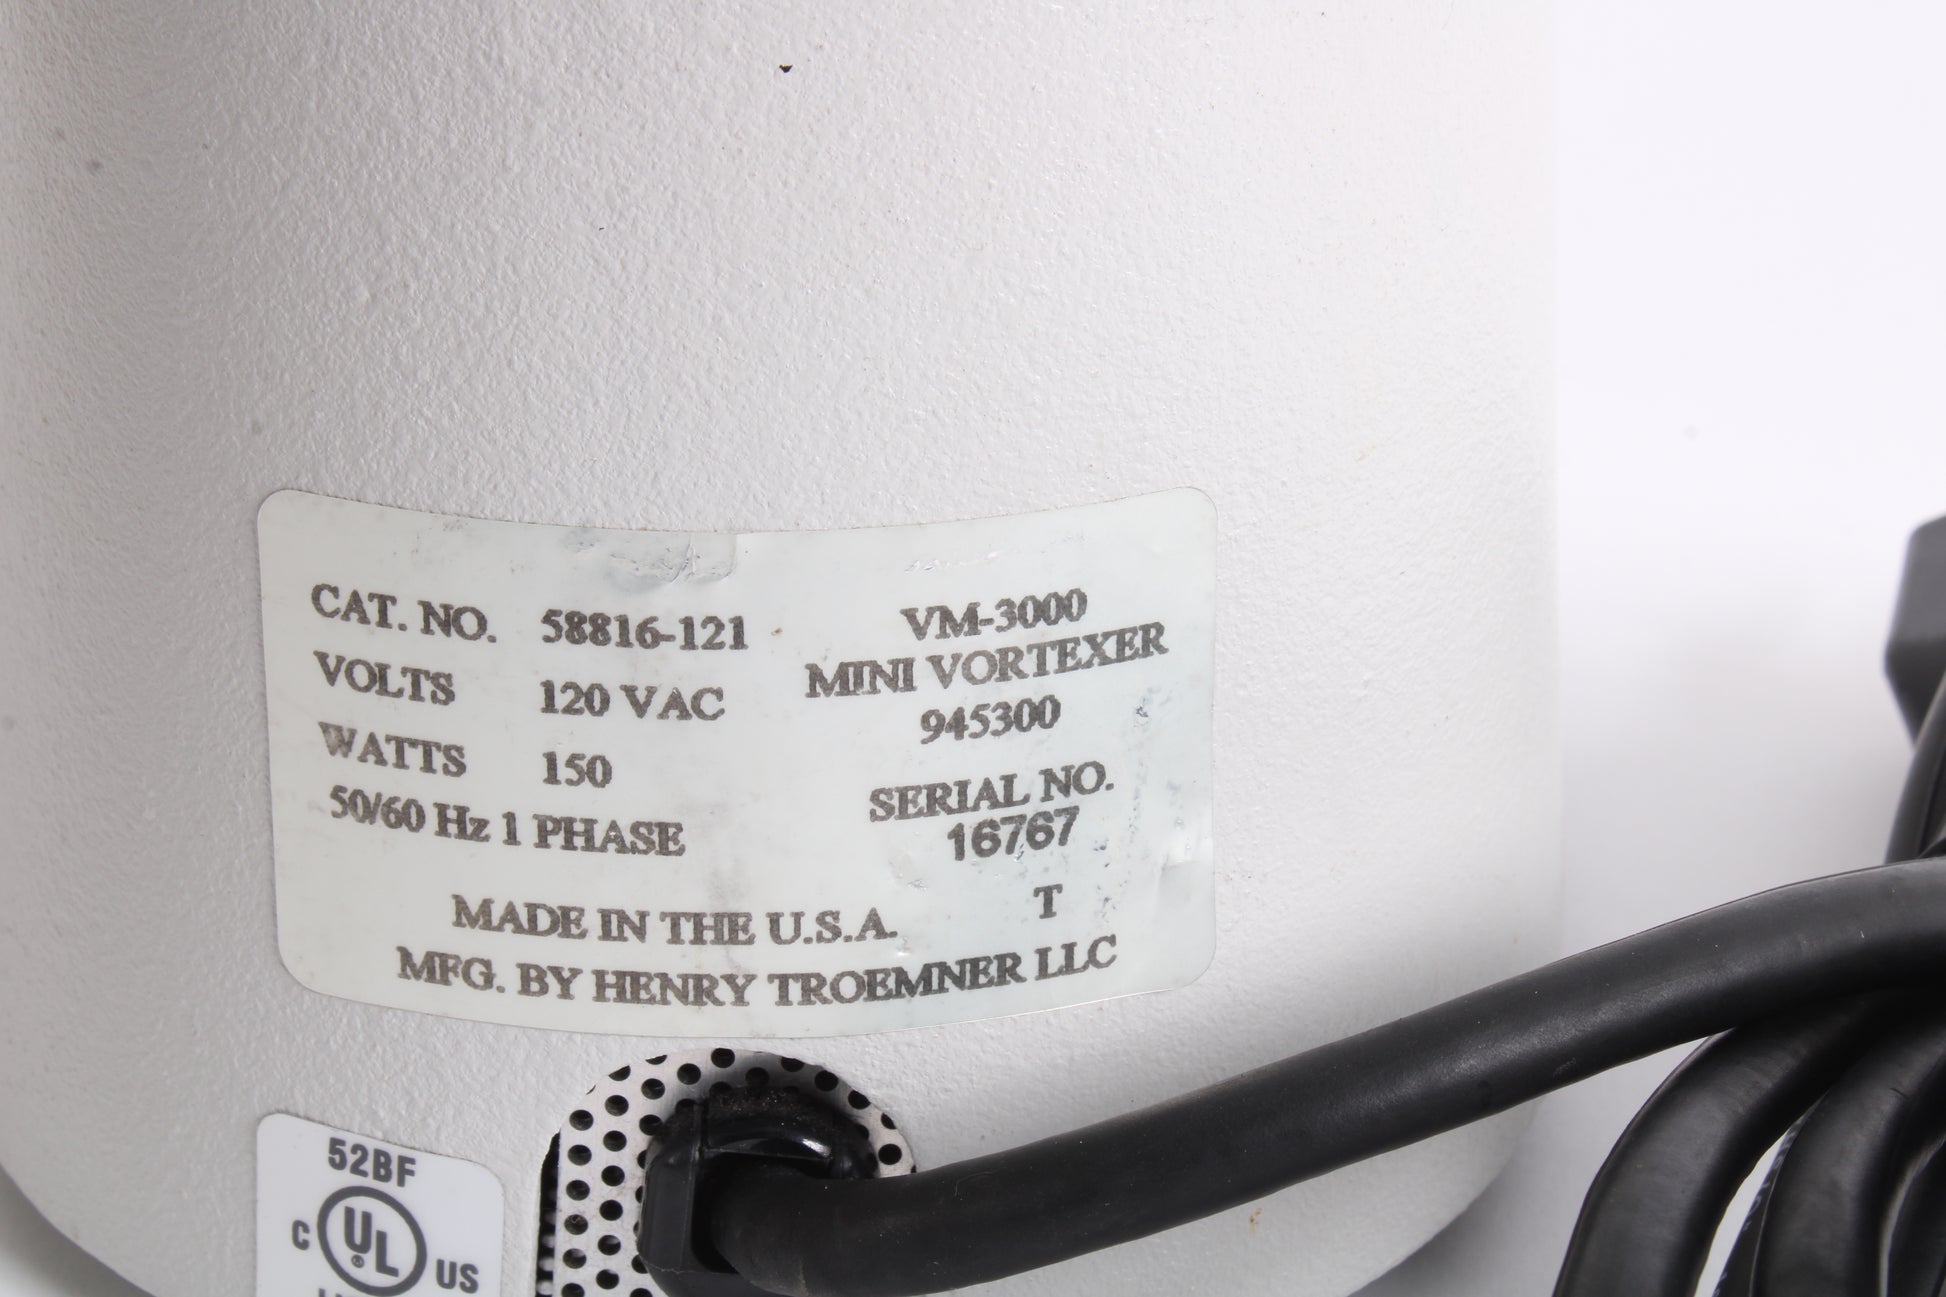 CAT. NO. 58816-121
VOLTS 120 VAC
WATTS 150
50/60 Hz 1 PHASE
VM-3000
MINI VORTEXER
945300
SERIAL NO.
16767
T
MADE IN THE U.S.A.
MFG. BY HENRY TROEMNER LLC
52BF
C UL ® US